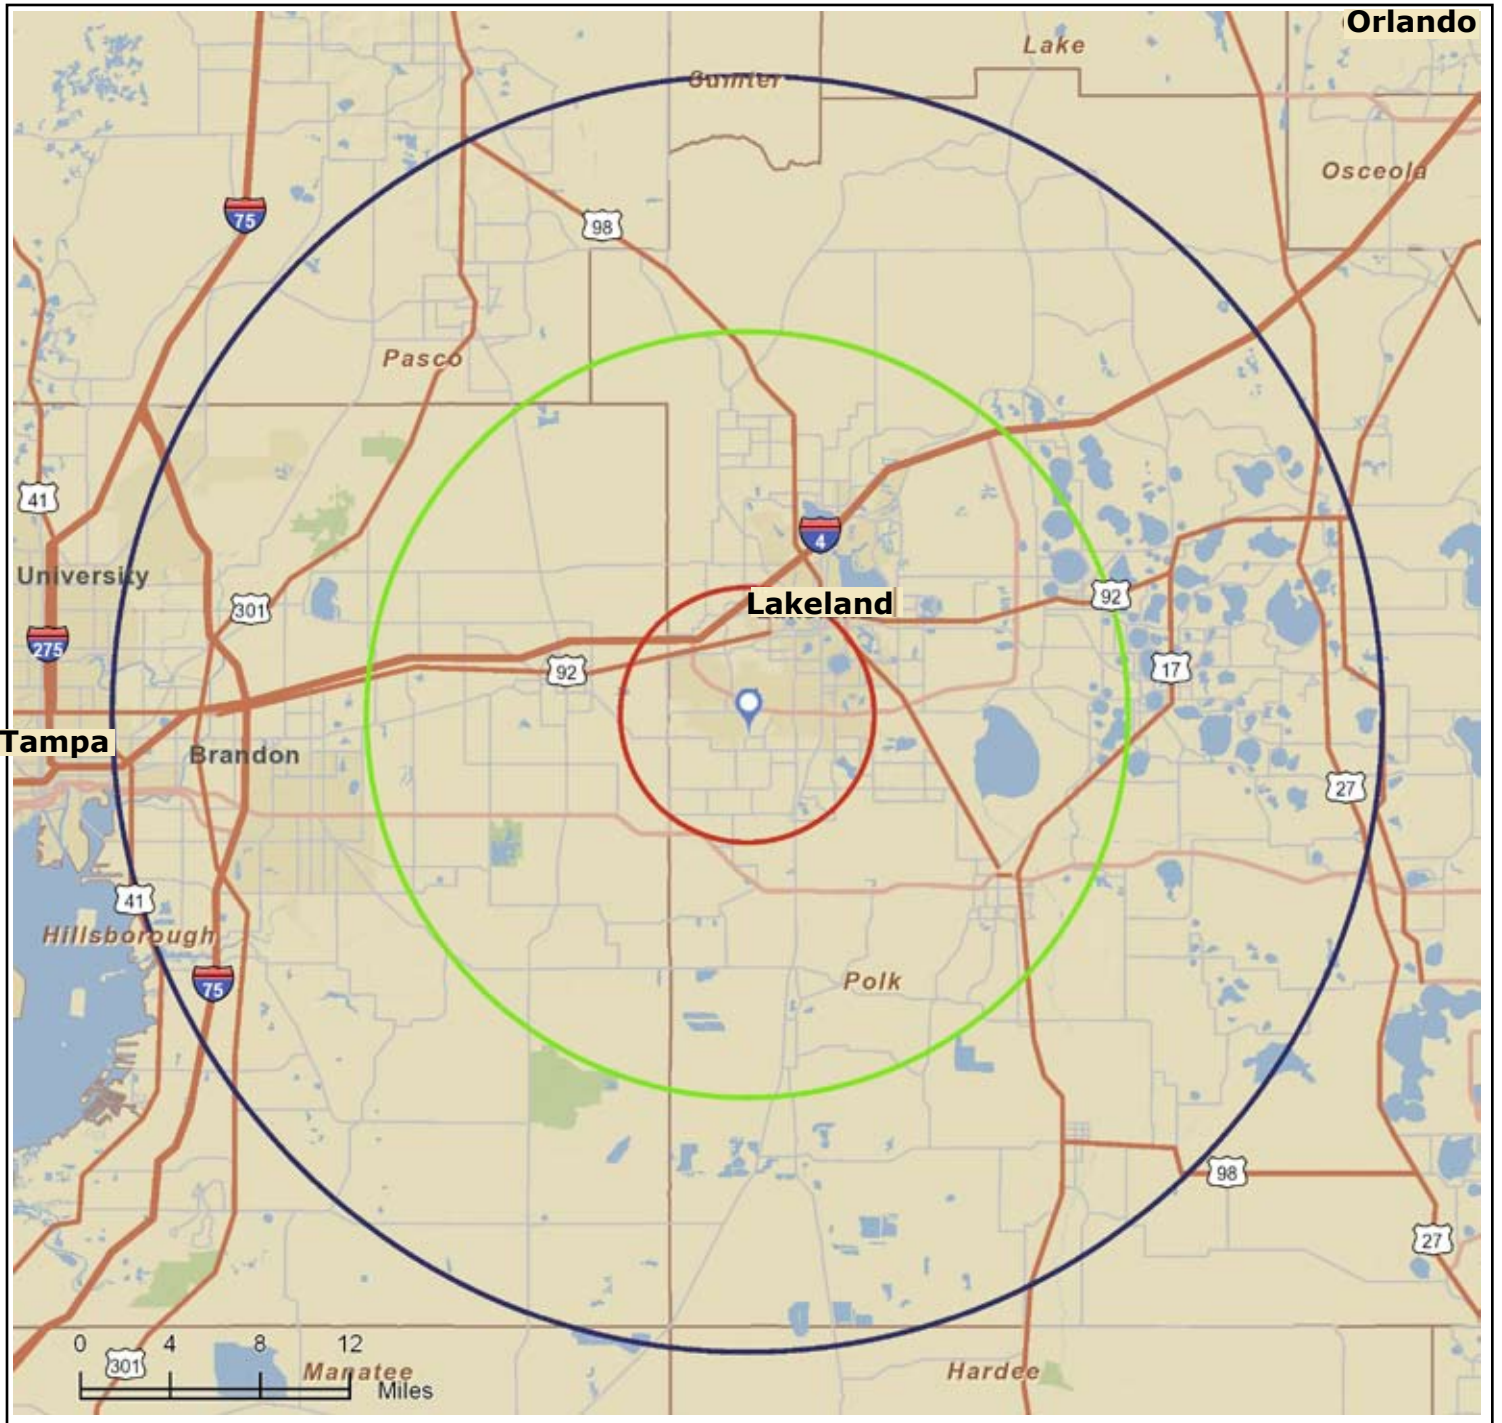 Orlando
Lake
Sumter
Osceola
75
98
Pasco
41
4
University
301
Lakeland
92
275
92
17
Tampa
Brandon
27
41
Hillsborough
75
Polk
98
27
0 4 8 12
301
Manatee
Hardee
Miles